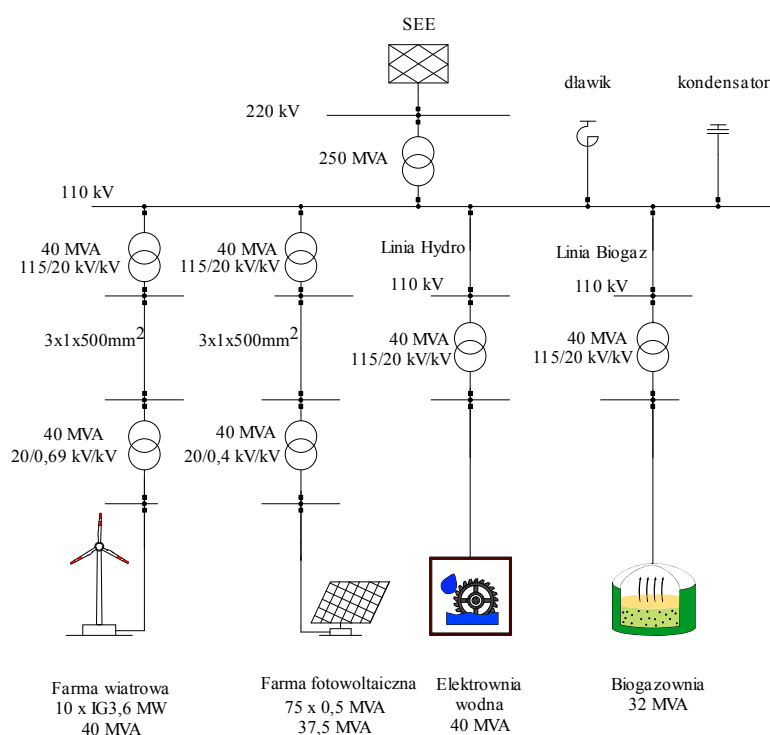 SEE
dławik
kondensator
220 kV
250 MVA
110 kV
40 MVA
115/20 kV/kV
40 MVA
115/20 kV/kV
Linia Hydro
Linia Biogaz
110 kV
110 kV
3x1x500mm2
3x1x500mm2
40 MVA
115/20 kV/kV
40 MVA
115/20 kV/kV
40 MVA
20/0,69 kV/kV
40 MVA
20/0,4 kV/kV
Farma wiatrowa
10 x IG3,6 MW
40 MVA
Farma fotowoltaiczna
75 x 0,5 MVA
37,5 MVA
Elektrownia
wodna
40 MVA
Biogazownia
32 MVA